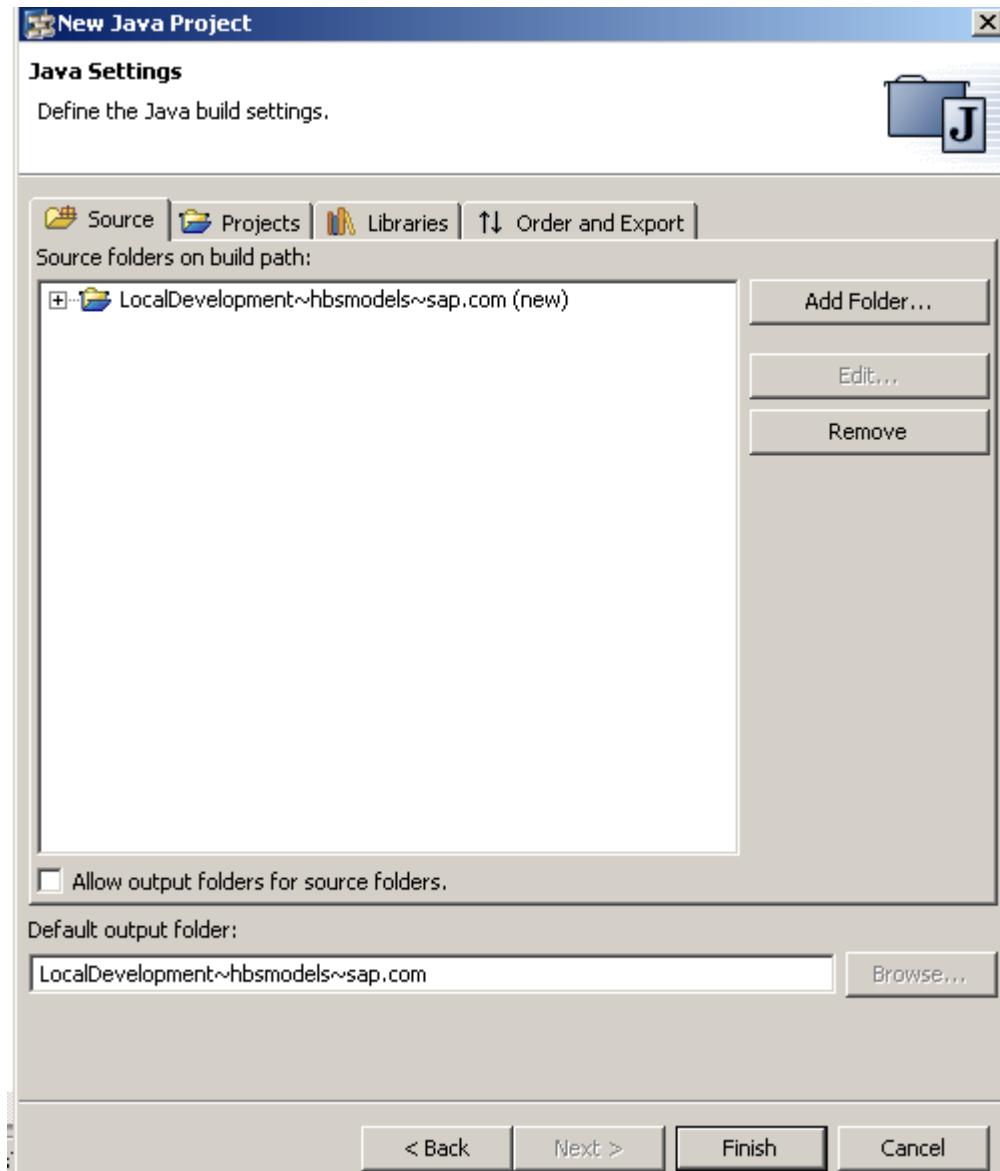 New Java Project
Java Settings
Define the Java build settings.
J
Source Projects Libraries Order and Export
Source folders on build path:
LocalDevelopment~hbsmodels~sap.com (new)
Add Folder...
Edit...
Remove
Allow output folders for source folders.
Default output folder:
LocalDevelopment~hbsmodels~sap.com
Browse...
< Back Next > Finish Cancel